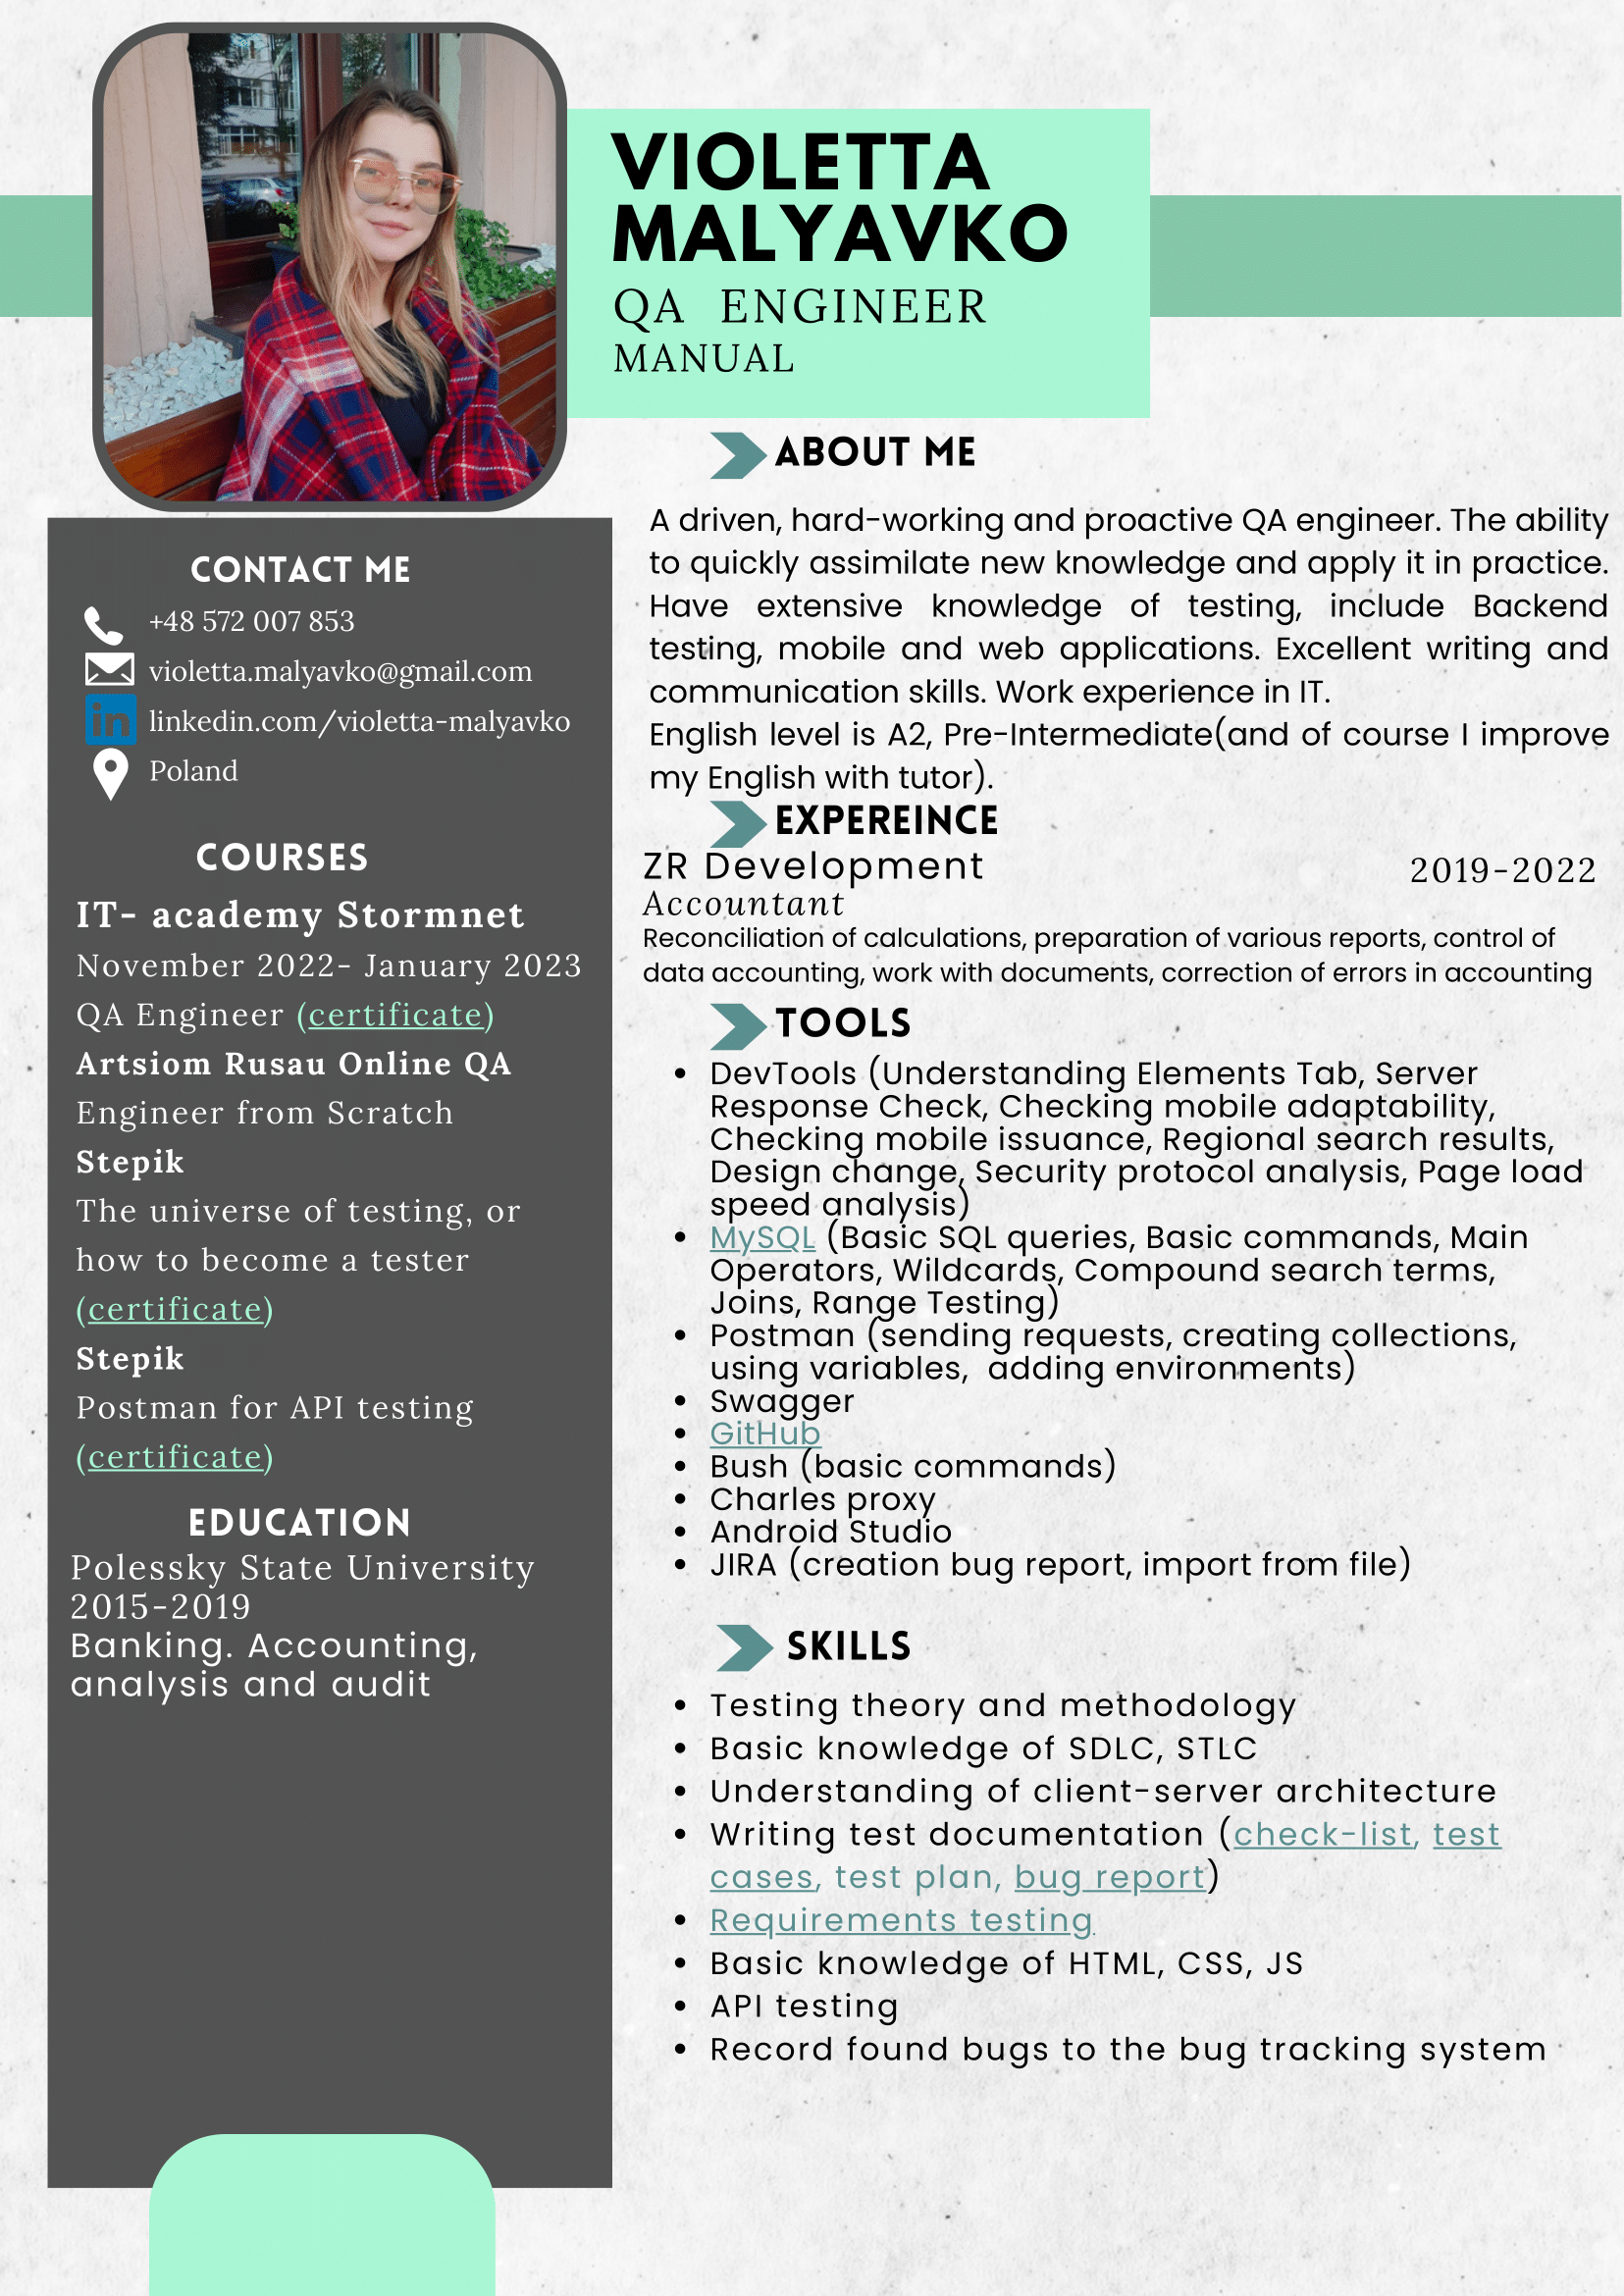 VIOLETTA
MALYAVKO
QA ENGINEER
MANUAL
CONTACT ME
+48 572 007 853
violetta.malyavko@gmail.com
in linkedin.com/violetta-malyavko
Poland
COURSES
IT- academy Stormnet
November 2022- January 2023
QA Engineer (certificate)
Artsiom Rusau Online QA
Engineer from Scratch
Stepik
The universe of testing, or
how to become a tester
(certificate)
Stepik
Postman for API testing
(certificate)
EDUCATION
Polessky State University
2015-2019
Banking. Accounting,
analysis and audit
ABOUT ME
A driven, hard-working and proactive QA engineer. The ability
to quickly assimilate new knowledge and apply it in practice.
Have extensive knowledge of testing, include Backend
testing, mobile and web applications. Excellent writing and
communication skills. Work experience in IT.
English level is A2, Pre-Intermediate(and of course I improve
my English with tutor).
EXPEREINCE
ZR Development 2019-2022
Accountant
Reconciliation of calculations, preparation of various reports, control of
data accounting, work with documents, correction of errors in accounting
TOOLS
• DevTools (Understanding Elements Tab, Server
Response Check, Checking mobile adaptability,
Checking mobile issuance, Regional search results,
Design change, Security protocol analysis, Page load
speed analysis)
• MySQL (Basic SQL queries, Basic commands, Main
Operators, Wildcards, Compound search terms,
Joins, Range Testing)
• Postman (sending requests, creating collections,
using variables, adding environments)
• Swagger
• GitHub
• Bush (basic commands)
• Charles proxy
• Android Studio
• JIRA (creation bug report, import from file)
SKILLS
• Testing theory and methodology
• Basic knowledge of SDLC, STLC
• Understanding of client-server architecture
• Writing test documentation (check-list, test
cases, test plan, bug report)
• Requirements testing
• Basic knowledge of HTML, CSS, JS
• API testing
• Record found bugs to the bug tracking system